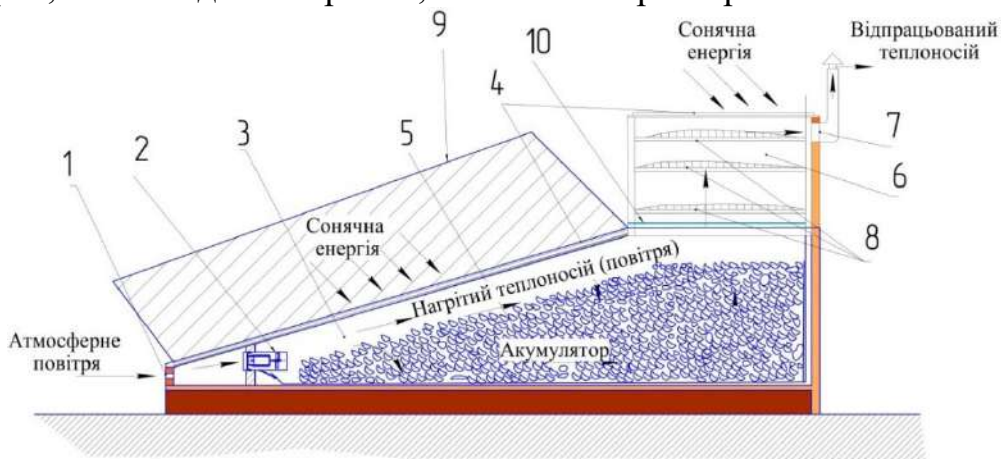 9
10
Сонячна
енергія
Відпрацьований
теплоносій
1
2
3
5
4
7
6
8
Сонячна
енергія
Нагрітий теплоносій (повітря)
Атмосферне
повітря
Акумулятор